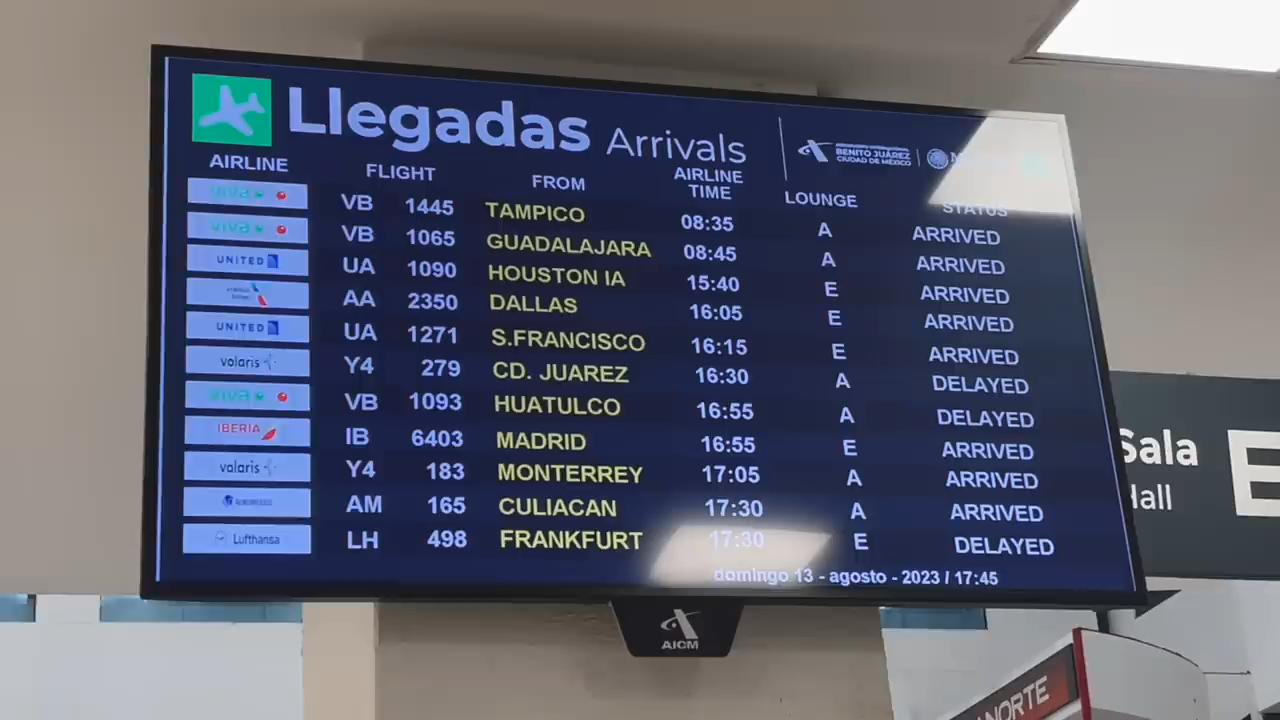 Llegadas Arrivals
BENITO JUÁREZ
CIUDAD DE MÉXICO
AIRLINE FLIGHT FROM AIRLINE TIME LOUNGE STATUS
viva VB 1445 TAMPICO 08:35 A ARRIVED
viva VB 1065 GUADALAJARA 08:45 A ARRIVED
UNITED UA 1090 HOUSTON IA 15:40 E ARRIVED
AA 2350 DALLAS 16:05 E ARRIVED
UNITED UA 1271 S.FRANCISCO 16:15 E ARRIVED
volaris Y4 279 CD. JUAREZ 16:30 A DELAYED
viva VB 1093 HUATULCO 16:55 A DELAYED
IBERIA IB 6403 MADRID 16:55 E ARRIVED
volaris Y4 183 MONTERREY 17:05 A ARRIVED
AM 165 CULIACAN 17:30 A ARRIVED
Lufthansa LH 498 FRANKFURT 17:30 E DELAYED
domingo 13 - agosto - 2023 / 17:45
AICM
Sala E
Hall
ANORTE